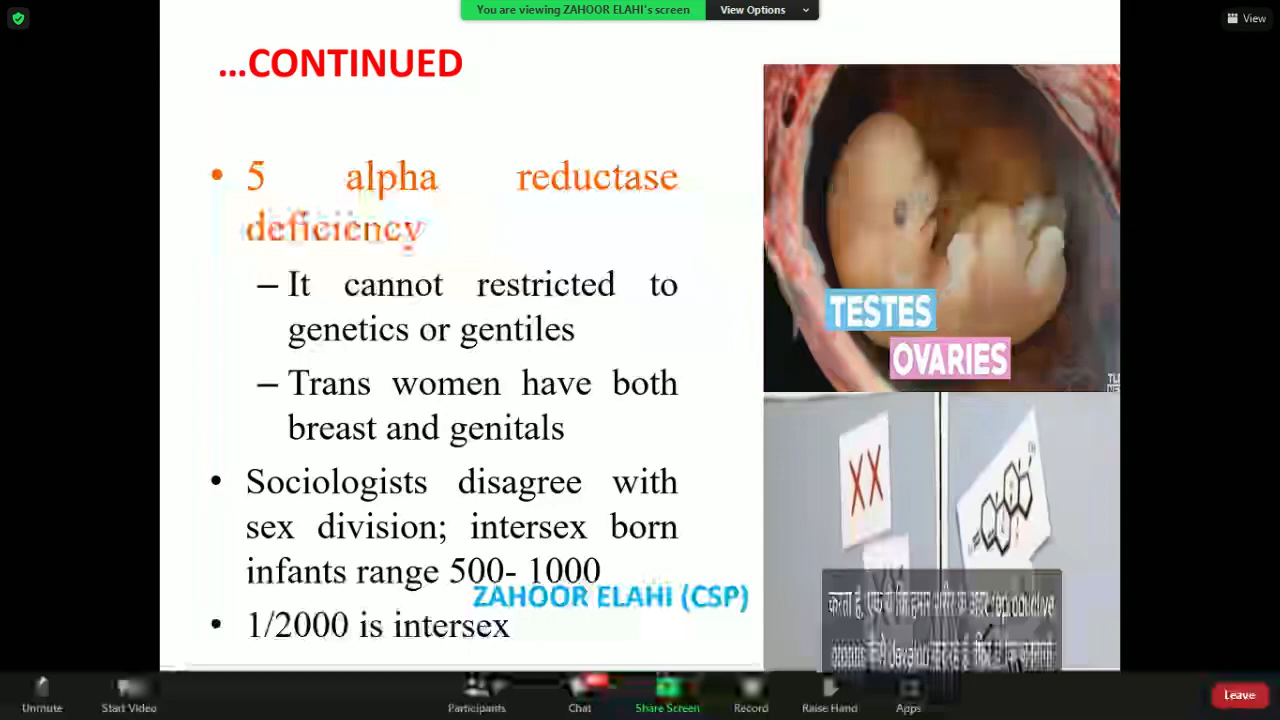 You are viewing ZAHOOR ELAHI's screen
View Options
View
...CONTINUED
• 5 alpha reductase
deficiency
– It cannot restricted to
genetics or gentiles
– Trans women have both
breast and genitals
• Sociologists disagree with
sex division; intersex born
infants range 500- 1000
ZAHOOR ELAHI (CSP)
• 1/2000 is intersex
TESTES
OVARIES
XX
reproductive
Unmute
Start Video
Participants
Chat
Share Screen
Record
Raise Hand
Apps
Leave